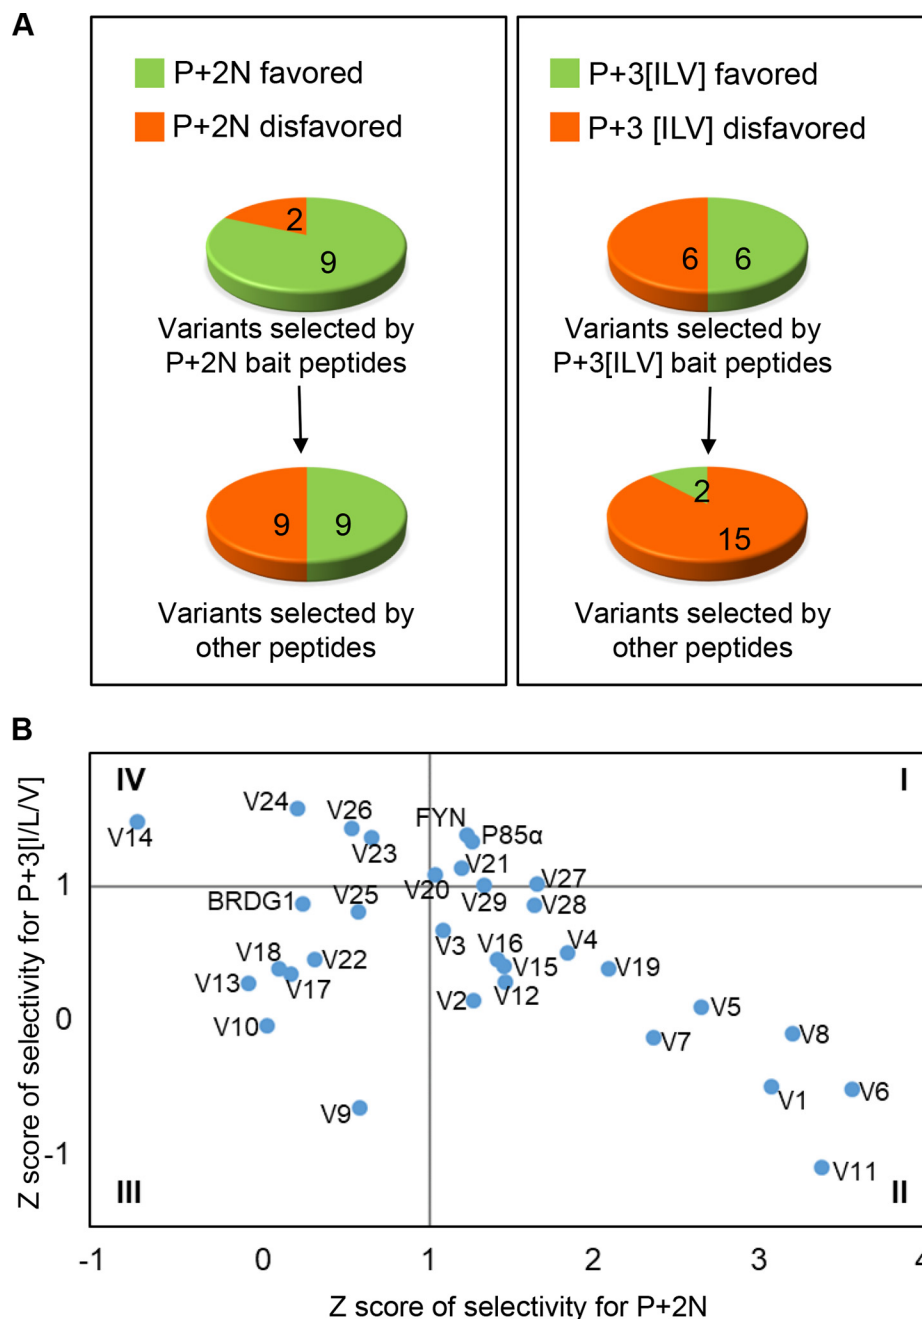 A
P+2N favored
P+2N disfavored
2
9
Variants selected by
P+2N bait peptides
9
9
Variants selected by
other peptides
P+3[ILV] favored
P+3 [ILV] disfavored
6
6
Variants selected by
P+3[ILV] bait peptides
2
15
Variants selected by
other peptides
B
Z score of selectivity for P+3[I/L/V]
IV
I
V24
V26
FYN
P85α
V14
V23
V21
V20
V27
1
BRDG1
V25
V29
V28
V3
V16
V4
V18
V22
V15
V19
V13
V17
V2
V12
V5
0
V10
V7
V8
V9
V1
V6
-1
V11
III
II
-1
0
1
2
3
4
Z score of selectivity for P+2N